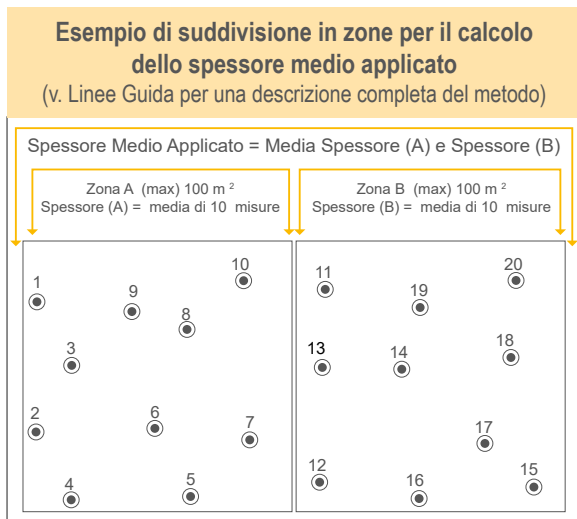 Esempio di suddivisione in zone per il calcolo
dello spessore medio applicato
(v. Linee Guida per una descrizione completa del metodo)
Spessore Medio Applicato = Media Spessore (A) e Spessore (B)
Zona A (max) 100 m ²
Spessore (A) = media di 10 misure
Zona B (max) 100 m ²
Spessore (B) = media di 10 misure
1
9
10
8
3
2
6
7
4
5
11
19
20
13
14
18
17
12
16
15